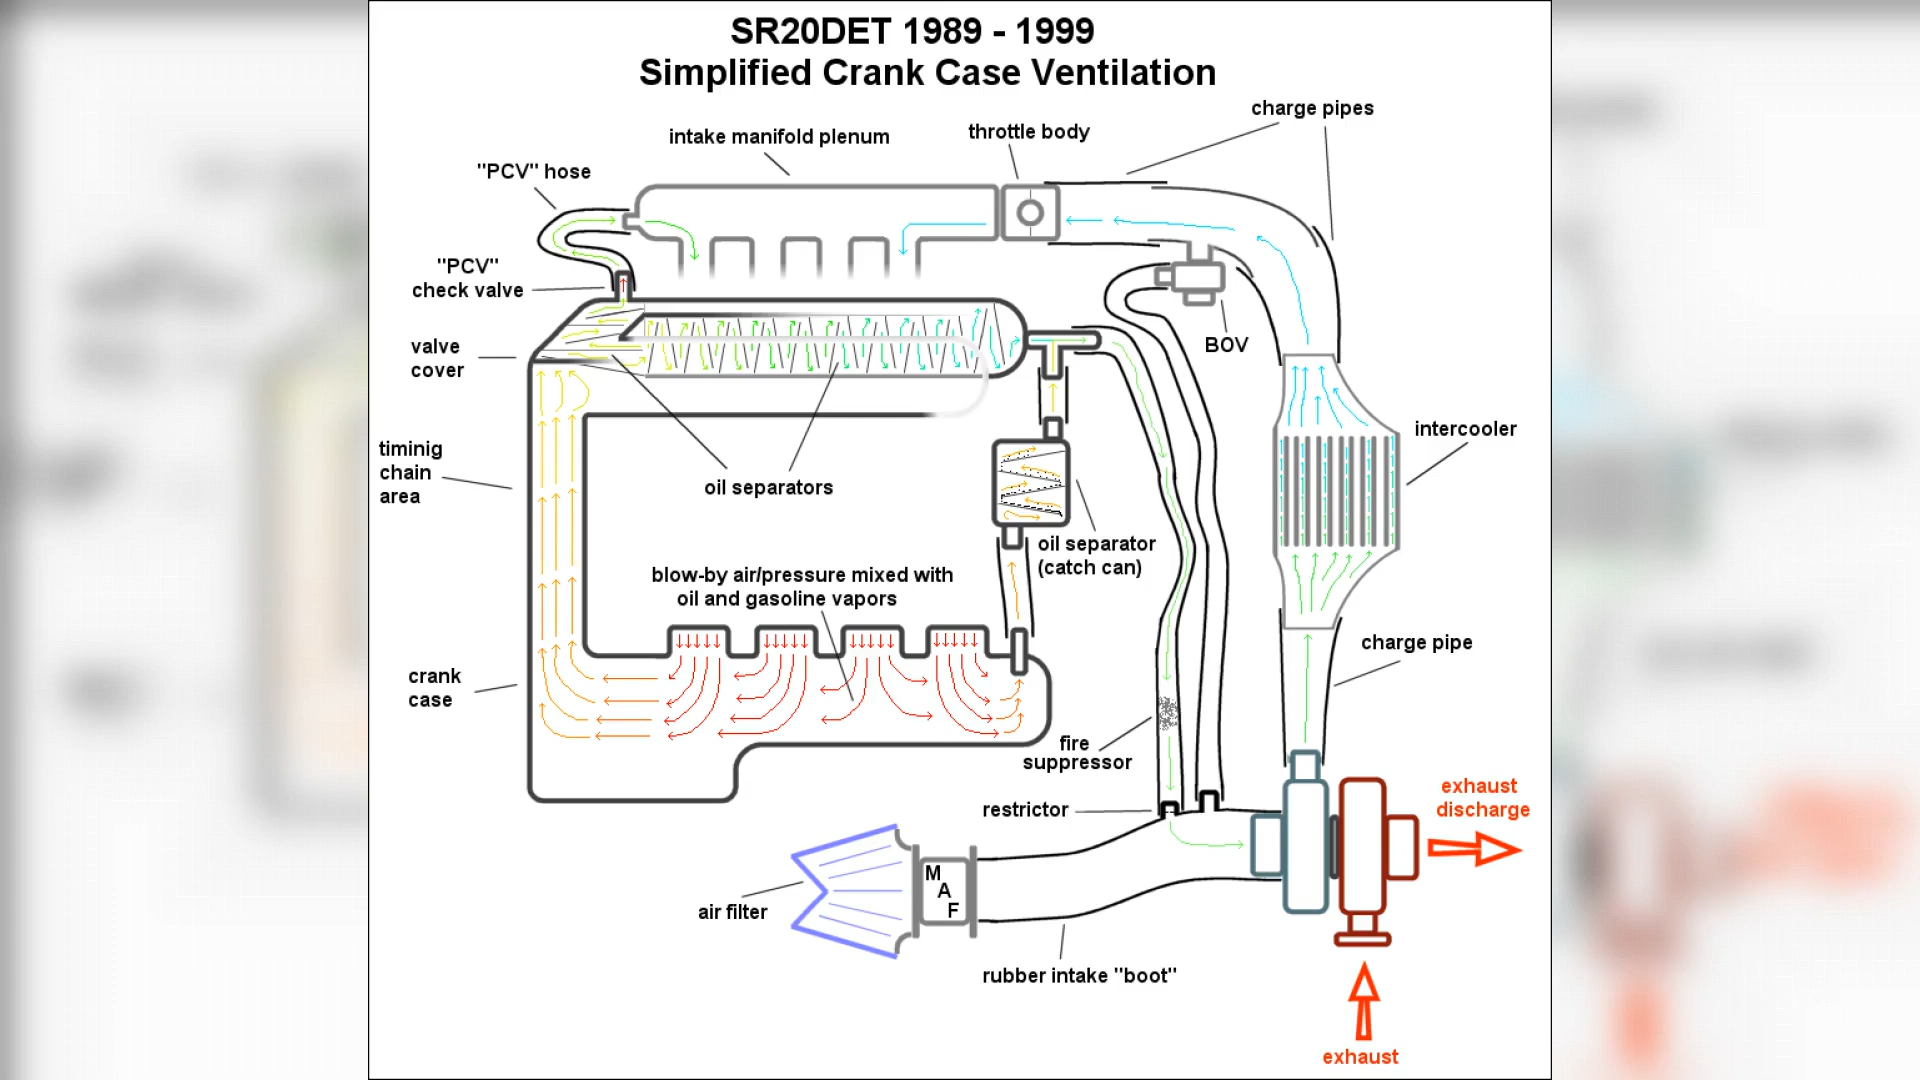 SR20DET 1989 - 1999
Simplified Crank Case Ventilation
charge pipes
throttle body
intake manifold plenum
"PCV" hose
"PCV"
check valve
BOV
valve
cover
intercooler
timinig
chain
area
oil separators
oil separator
(catch can)
blow-by air/pressure mixed with
oil and gasoline vapors
charge pipe
crank
case
fire
suppressor
exhaust
discharge
restrictor
M
A
F
air filter
rubber intake "boot"
exhaust